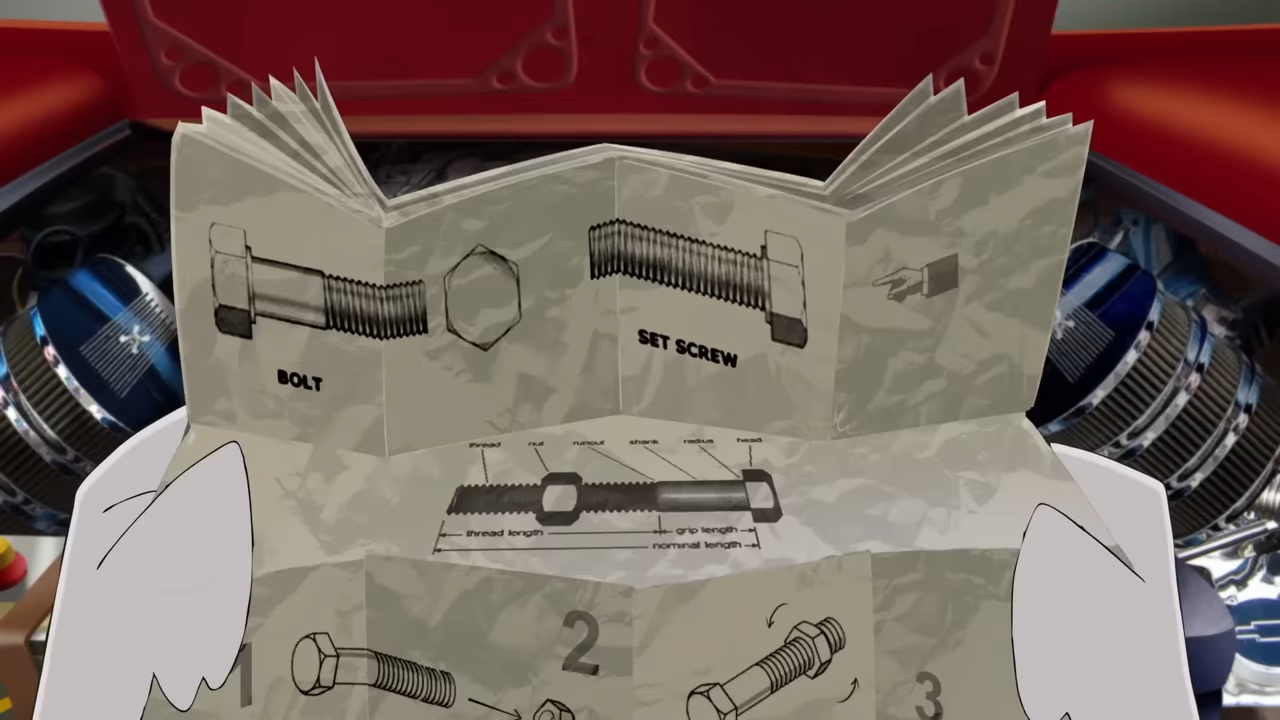 BOLT
SET SCREW
thread nut runout shank radius head
thread length grip length
nominal length
1
2
3